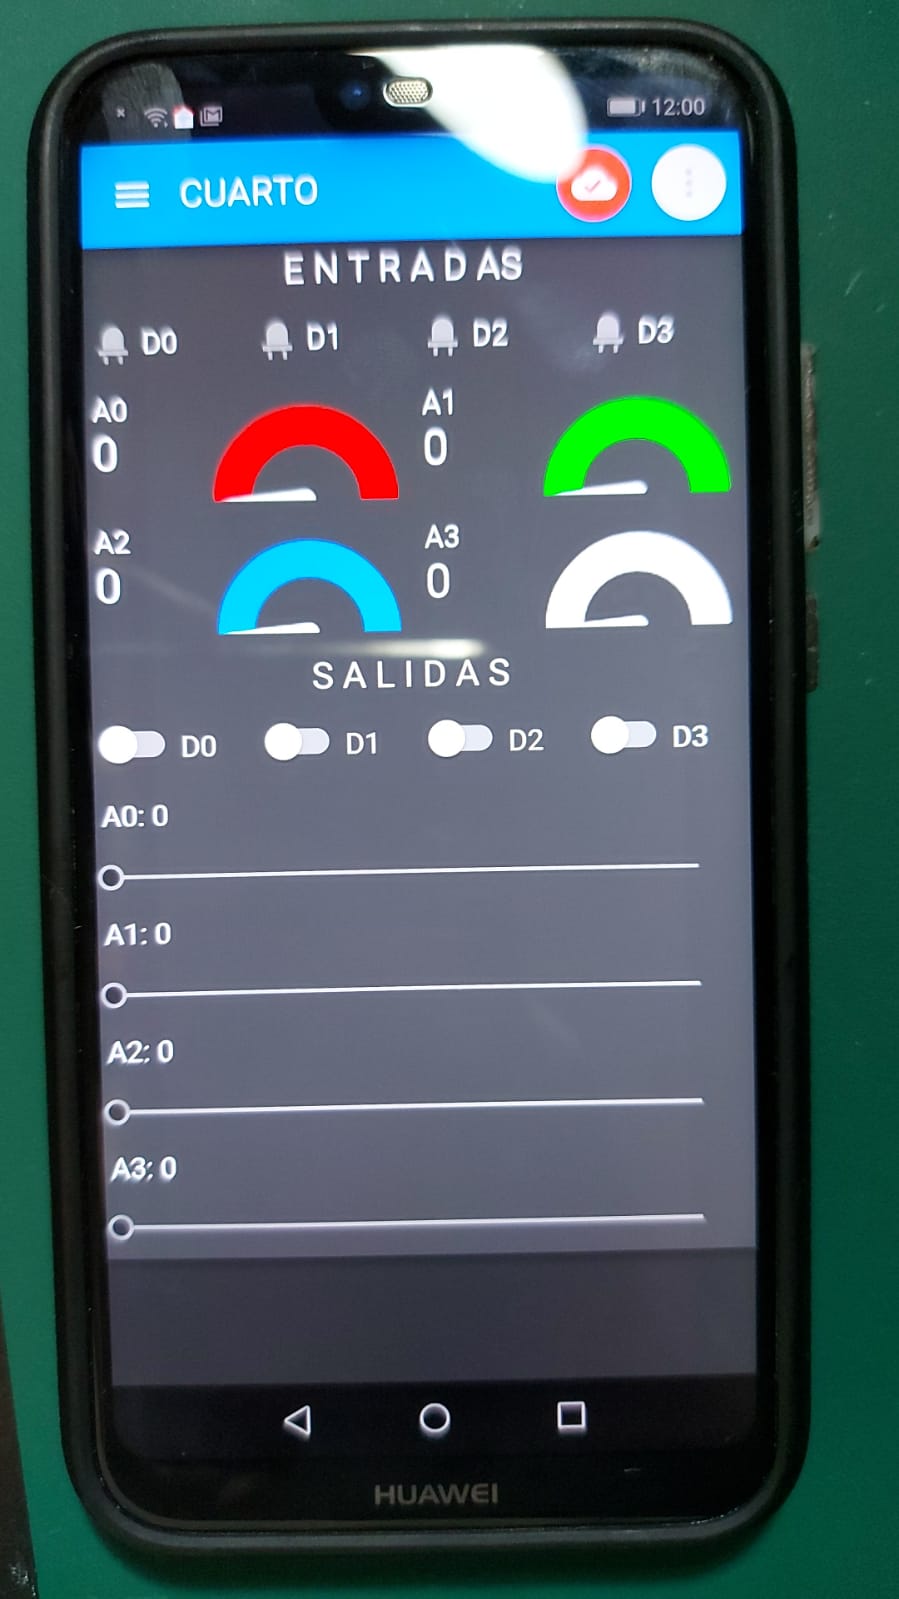 12:00
CUARTO
ENTRADAS
D0 D1 D2 D3
A0 A1
0 0
A2 A3
0 0
SALIDAS
D0 D1 D2 D3
A0: 0
A1: 0
A2: 0
A3: 0
HUAWEI